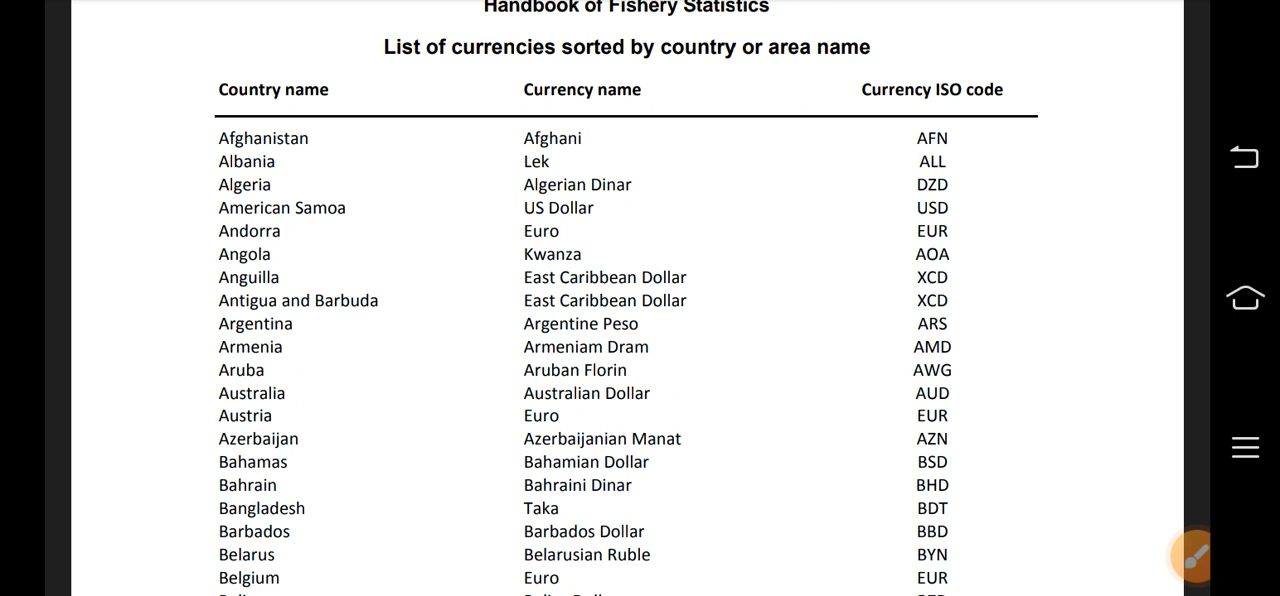 Handbook of Fishery Statistics
List of currencies sorted by country or area name
Country name Currency name Currency ISO code
Afghanistan Afghani AFN
Albania Lek ALL
Algeria Algerian Dinar DZD
American Samoa US Dollar USD
Andorra Euro EUR
Angola Kwanza AOA
Anguilla East Caribbean Dollar XCD
Antigua and Barbuda East Caribbean Dollar XCD
Argentina Argentine Peso ARS
Armenia Armeniam Dram AMD
Aruba Aruban Florin AWG
Australia Australian Dollar AUD
Austria Euro EUR
Azerbaijan Azerbaijanian Manat AZN
Bahamas Bahamian Dollar BSD
Bahrain Bahraini Dinar BHD
Bangladesh Taka BDT
Barbados Barbados Dollar BBD
Belarus Belarusian Ruble BYN
Belgium Euro EUR